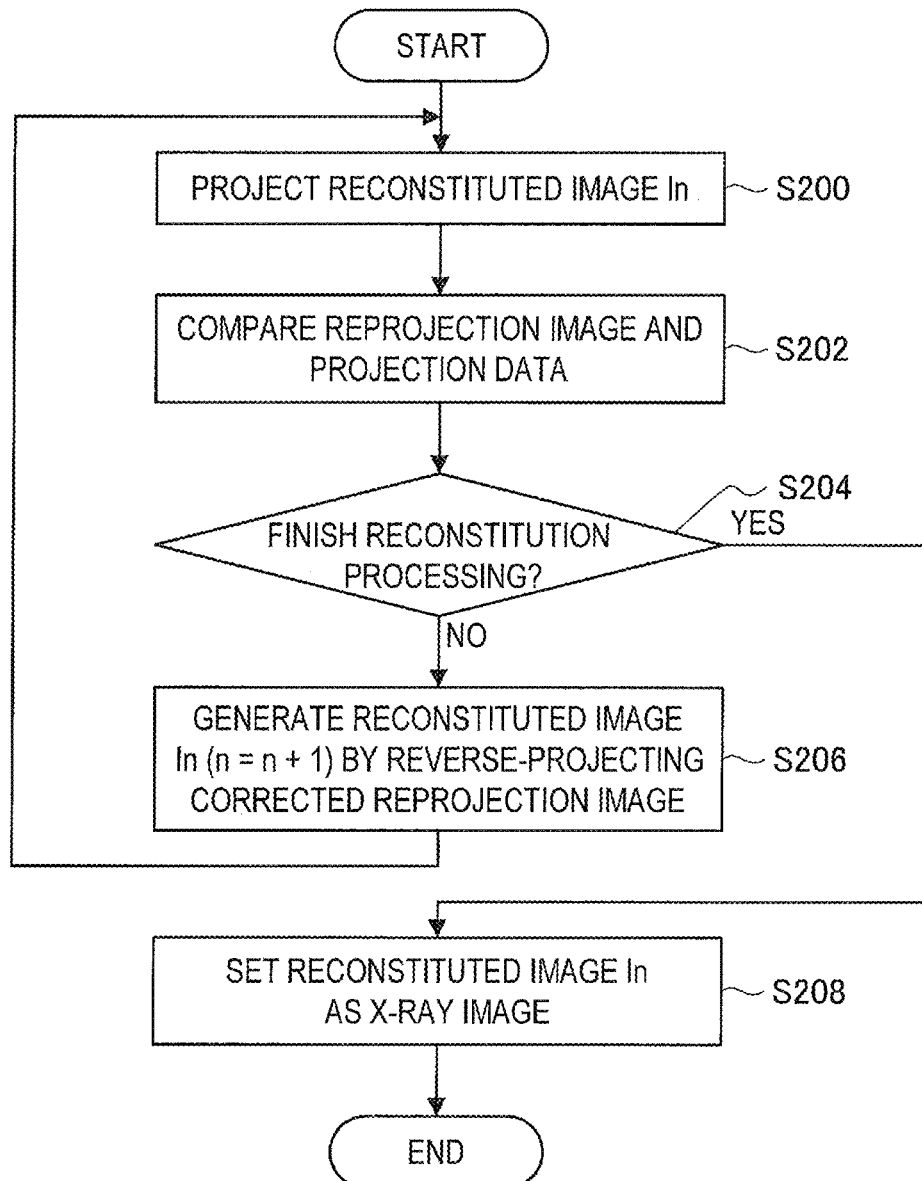 START
PROJECT RECONSTITUTED IMAGE In
S200
COMPARE REPROJECTION IMAGE AND
PROJECTION DATA
S202
S204
FINISH RECONSTITUTION
PROCESSING?
YES
NO
GENERATE RECONSTITUTED IMAGE
In (n = n + 1) BY REVERSE-PROJECTING
CORRECTED REPROJECTION IMAGE
S206
SET RECONSTITUTED IMAGE In
AS X-RAY IMAGE
S208
END